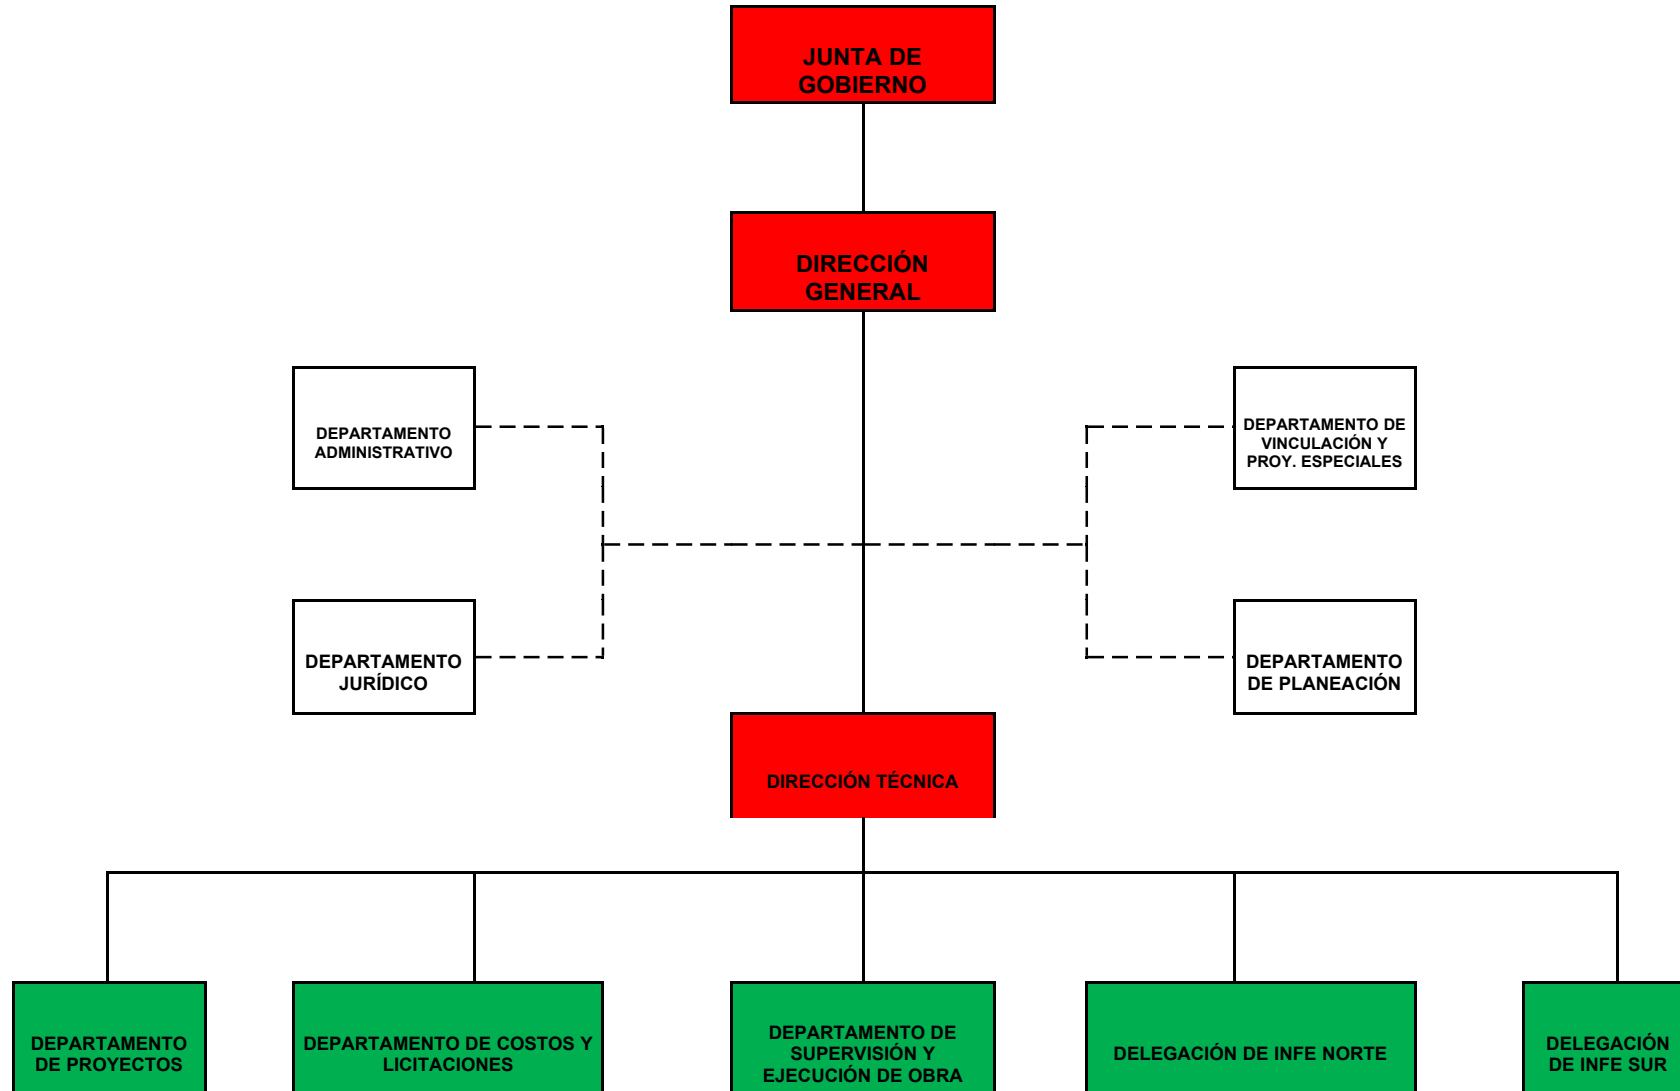 JUNTA DE
GOBIERNO
DIRECCIÓN
GENERAL
DEPARTAMENTO
ADMINISTRATIVO
DEPARTAMENTO DE
VINCULACIÓN Y
PROY. ESPECIALES
DEPARTAMENTO
JURÍDICO
DEPARTAMENTO
DE PLANEACIÓN
DIRECCIÓN TÉCNICA
DEPARTAMENTO
DE PROYECTOS
DEPARTAMENTO DE COSTOS Y
LICITACIONES
DEPARTAMENTO DE
SUPERVISIÓN Y
EJECUCIÓN DE OBRA
DELEGACIÓN DE INFE NORTE
DELEGACIÓN
DE INFE SUR